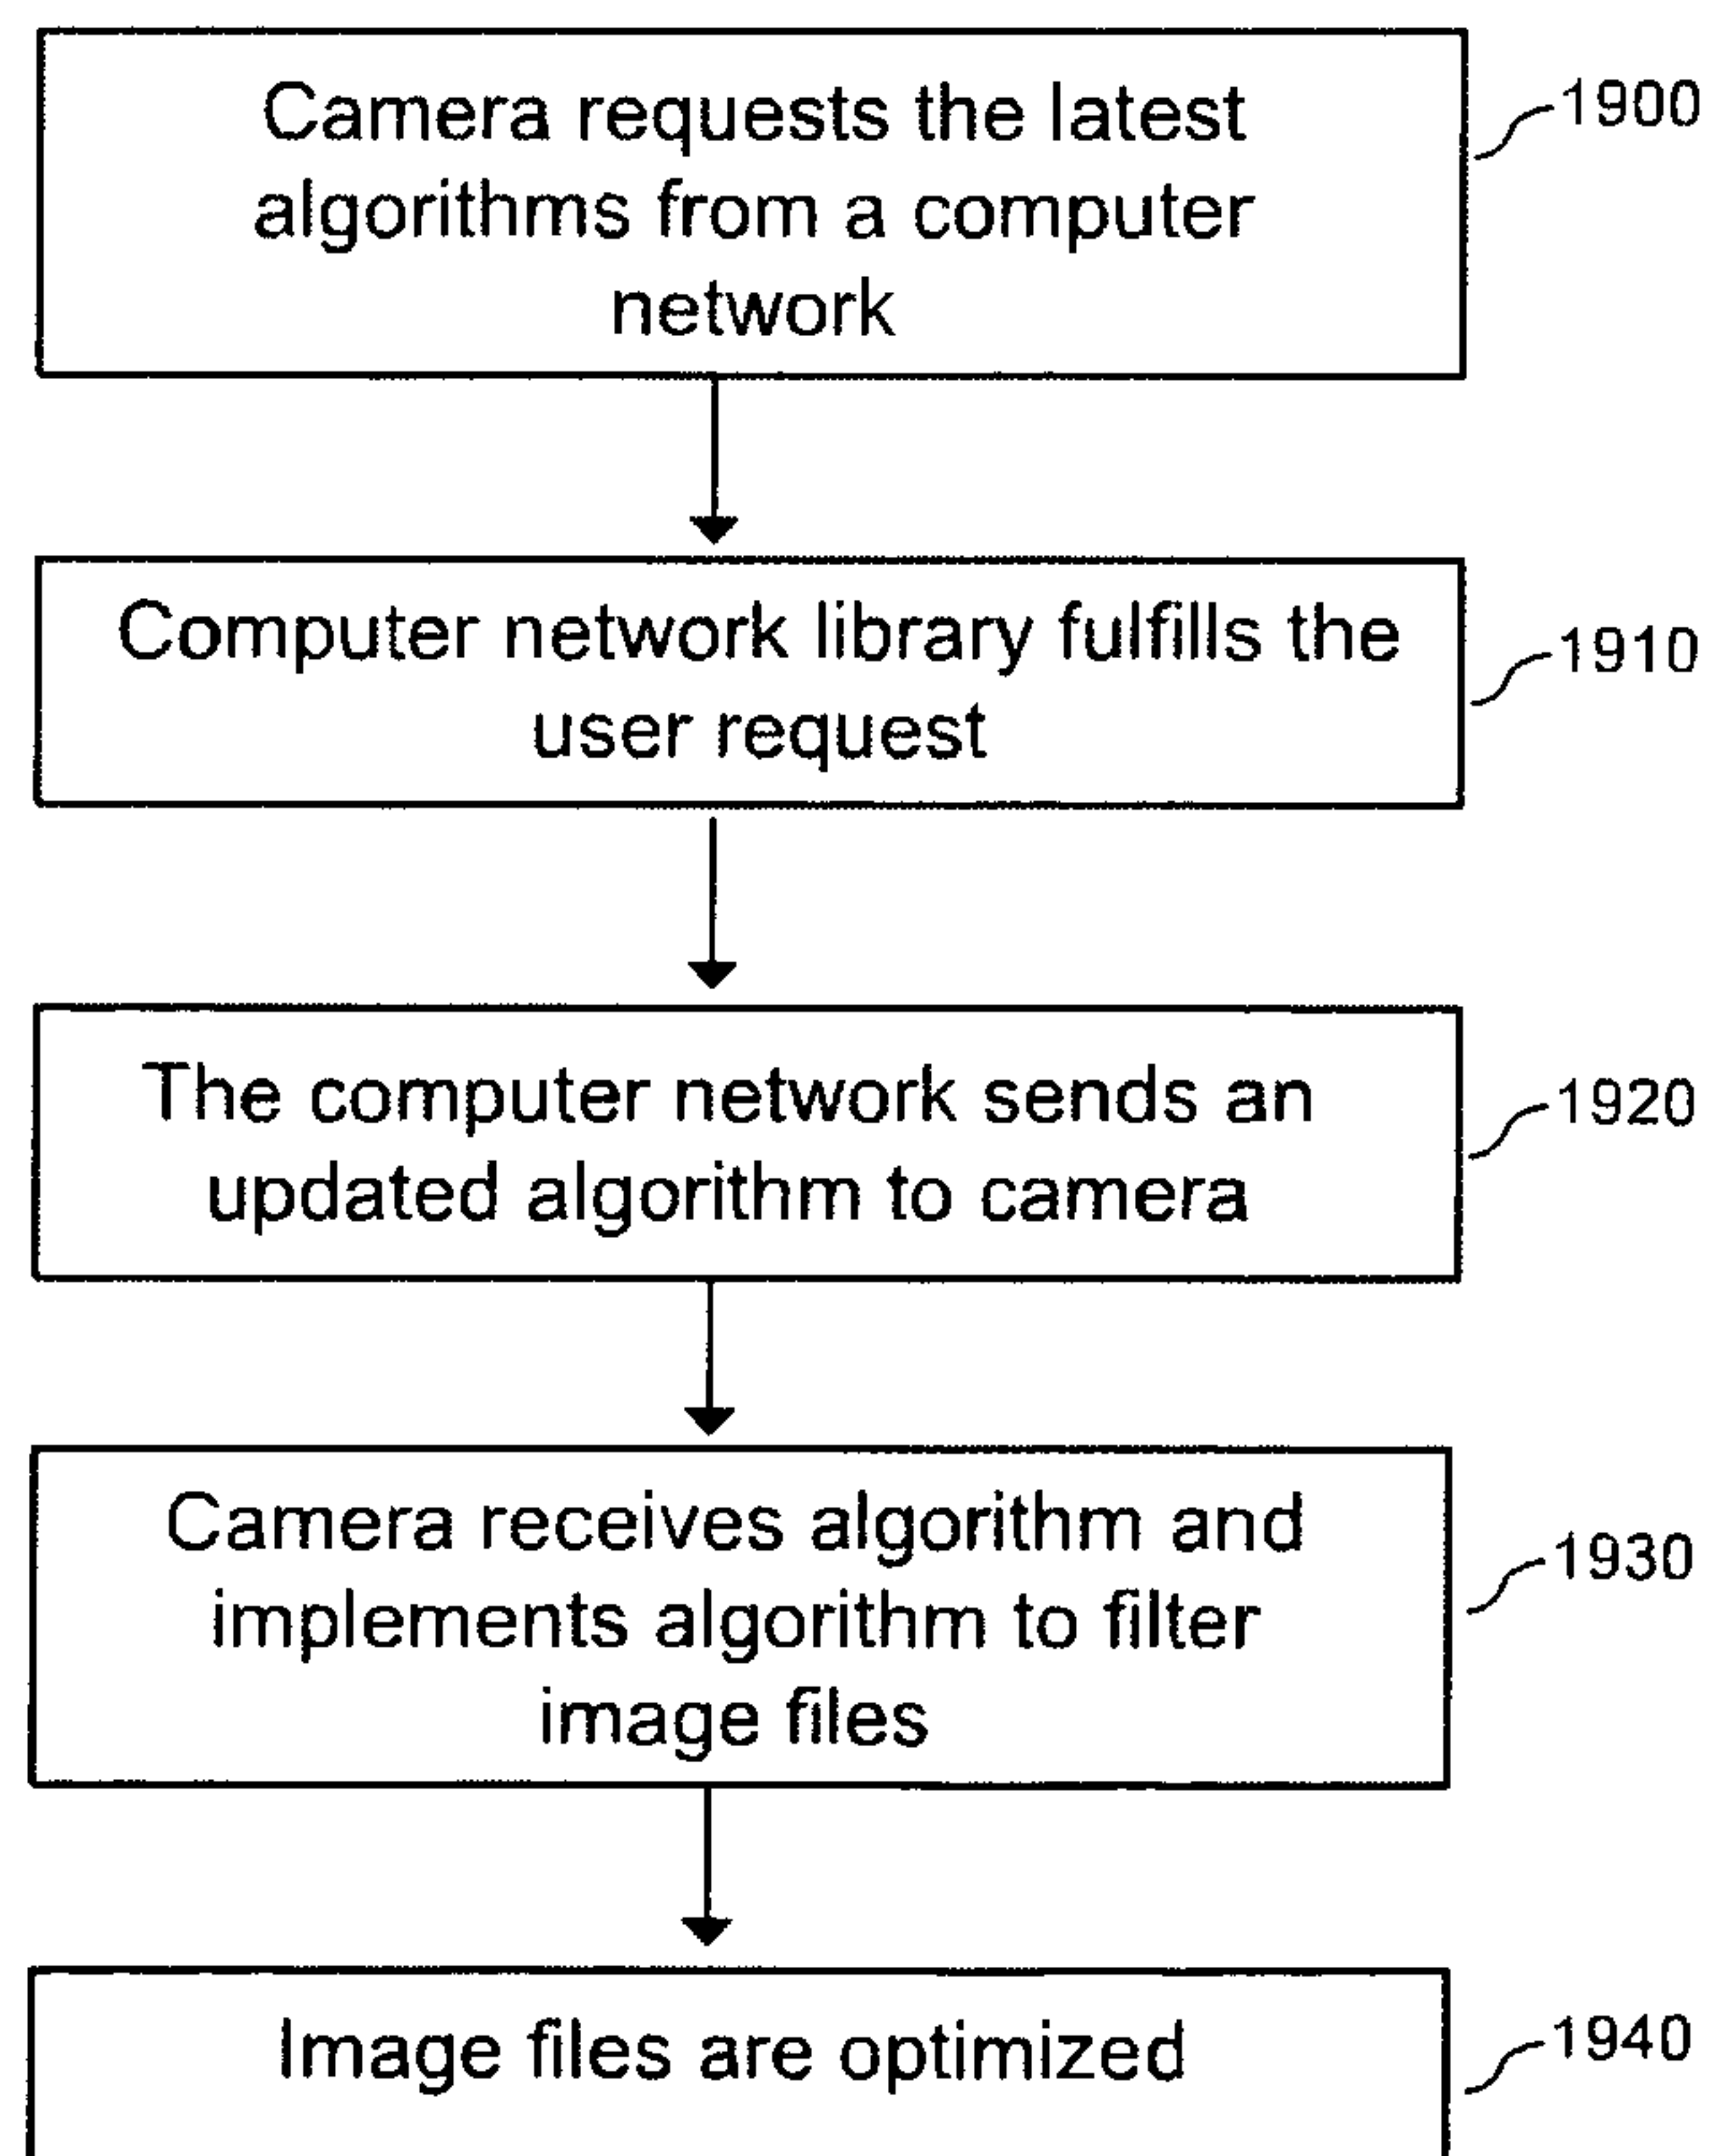 Camera requests the latest
algorithms from a computer
network
1900
Computer network library fulfills the
user request
1910
The computer network sends an
updated algorithm to camera
1920
Camera receives algorithm and
implements algorithm to filter
image files
1930
Image files are optimized
1940